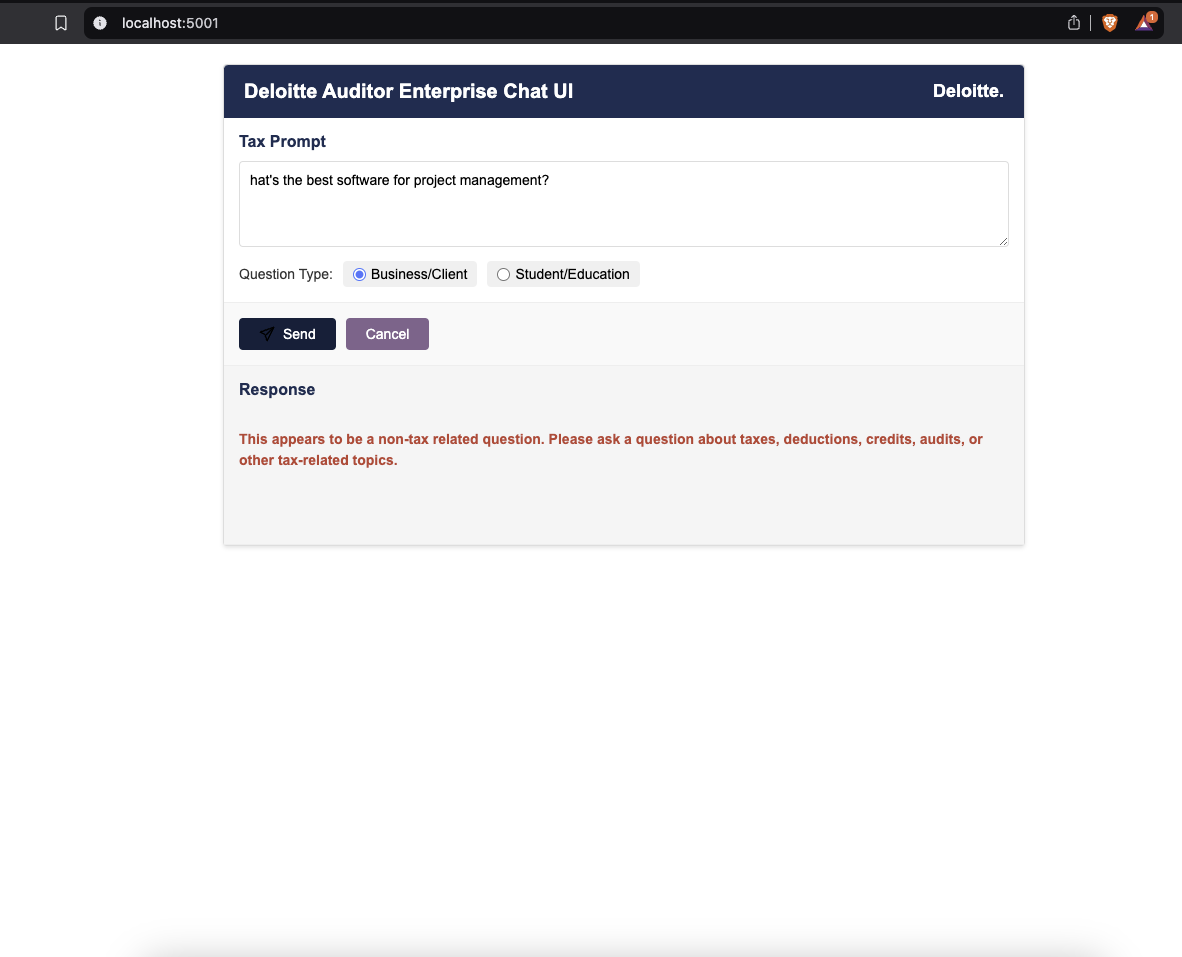 localhost:5001
1
Deloitte Auditor Enterprise Chat UI Deloitte.
Tax Prompt
hat's the best software for project management?
Question Type: Business/Client Student/Education
Send Cancel
Response
This appears to be a non-tax related question. Please ask a question about taxes, deductions, credits, audits, or
other tax-related topics.